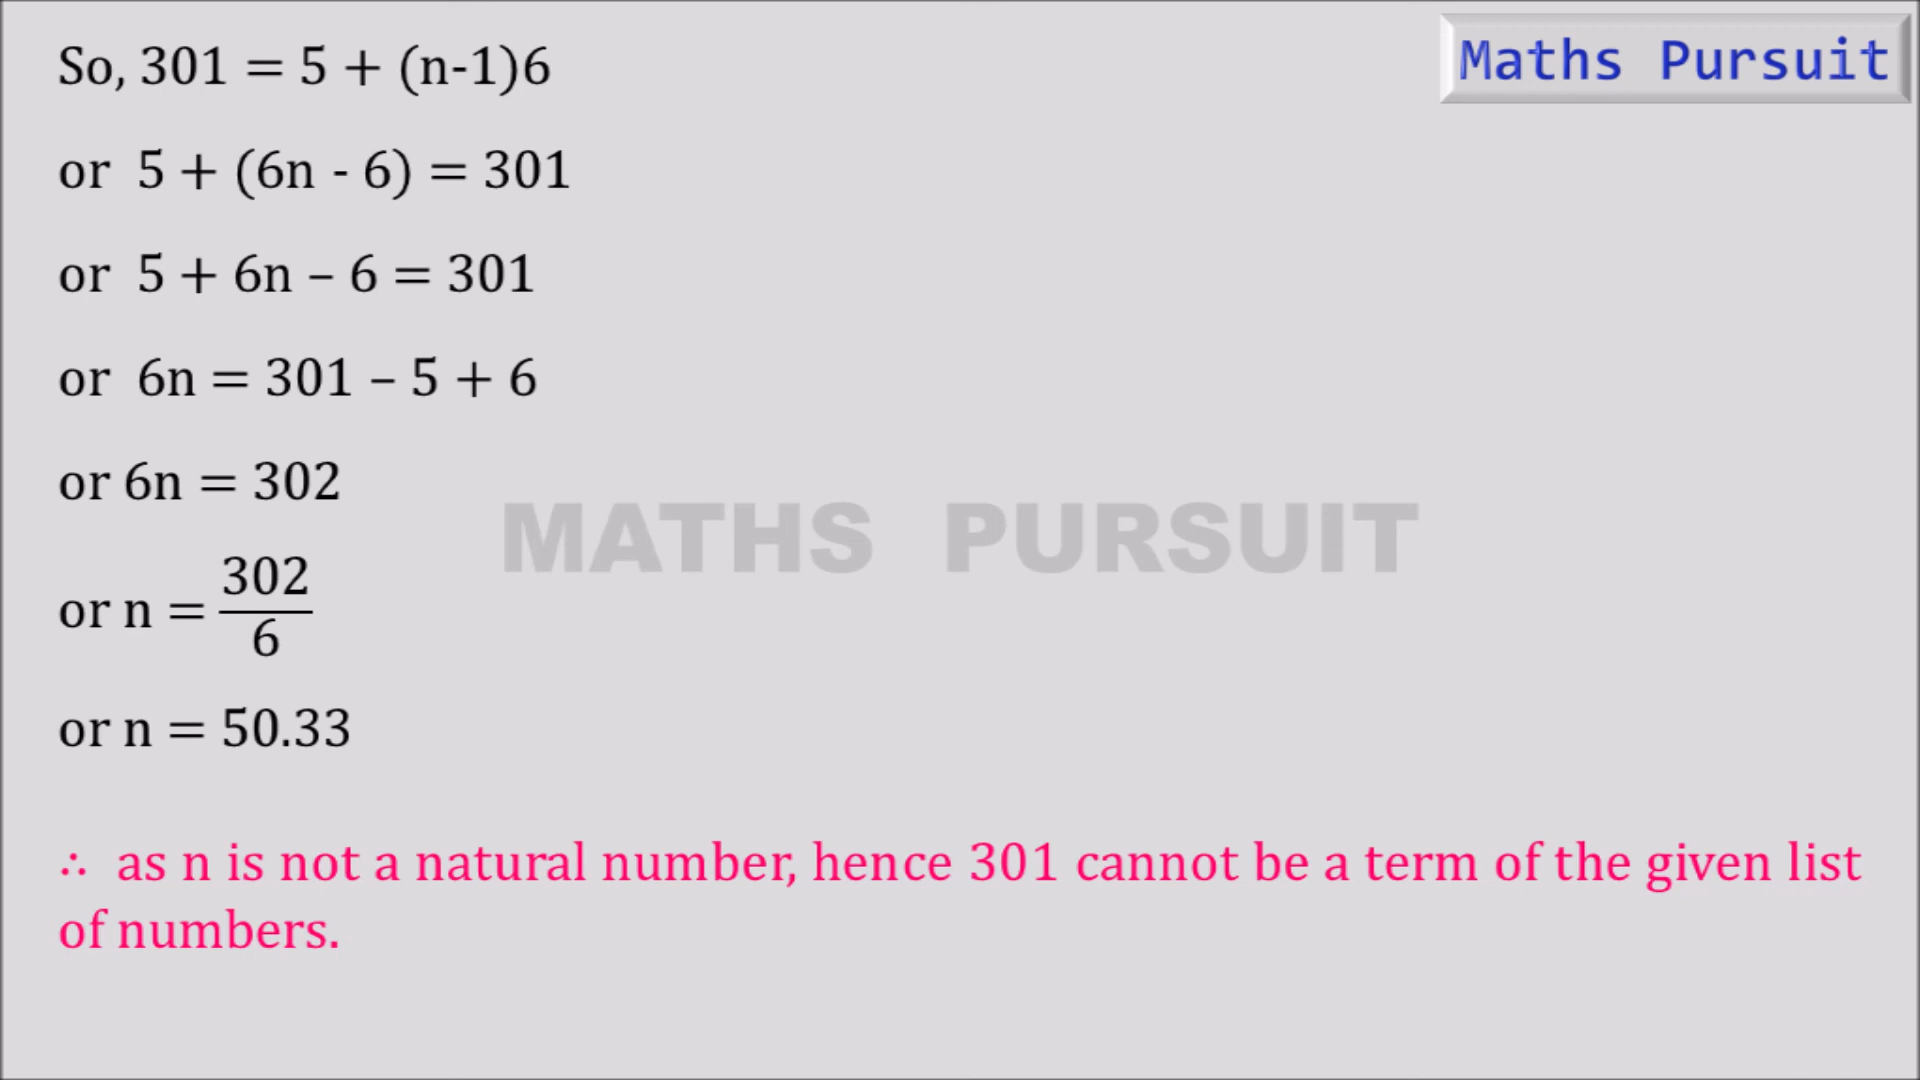 So, 301 = 5 + (n-1)6
Maths Pursuit
or 5 + (6n - 6) = 301
or 5 + 6n – 6 = 301
or 6n = 301 – 5 + 6
or 6n = 302
MATHS PURSUIT
or n = 302/6
or n = 50.33
∴ as n is not a natural number, hence 301 cannot be a term of the given list
of numbers.